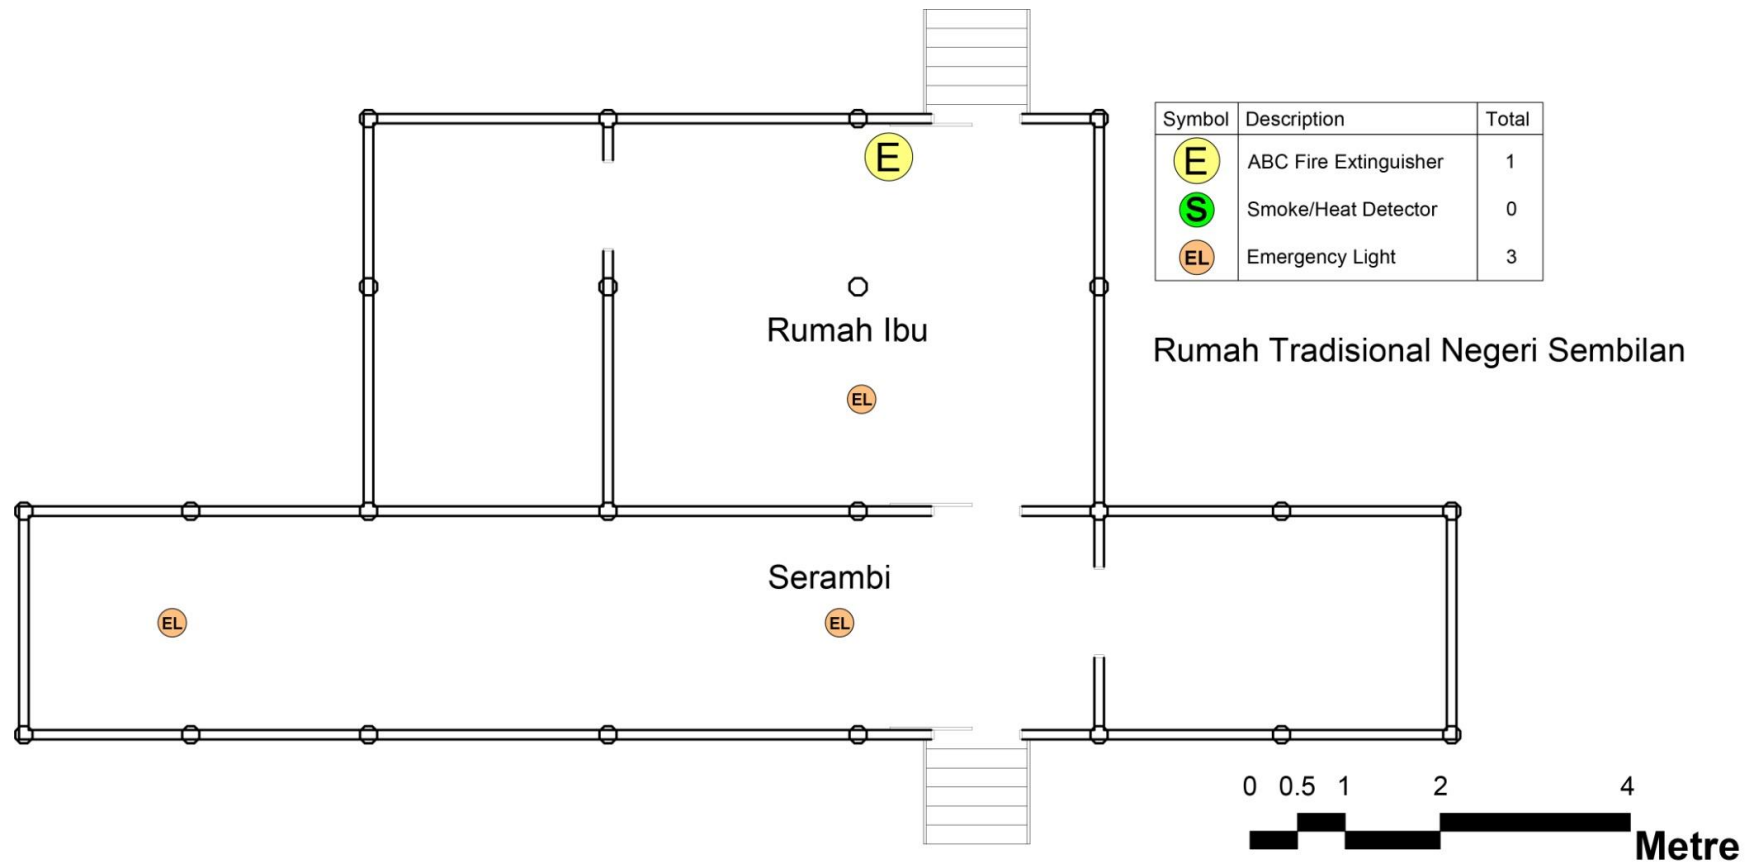 Symbol Description Total
E ABC Fire Extinguisher 1
S Smoke/Heat Detector 0
EL Emergency Light 3
E
Rumah Ibu
Rumah Tradisional Negeri Sembilan
EL
Serambi
EL EL
0 0.5 1 2 4
Metre